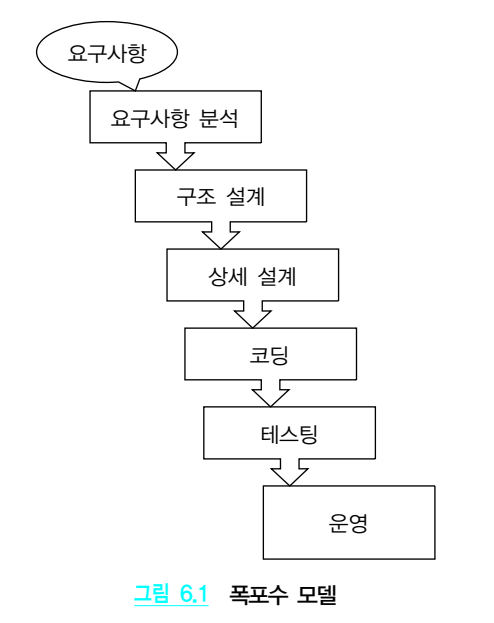 요구사항
요구사항 분석
구조 설계
상세 설계
코딩
테스팅
운영
그림 6.1 폭포수 모델